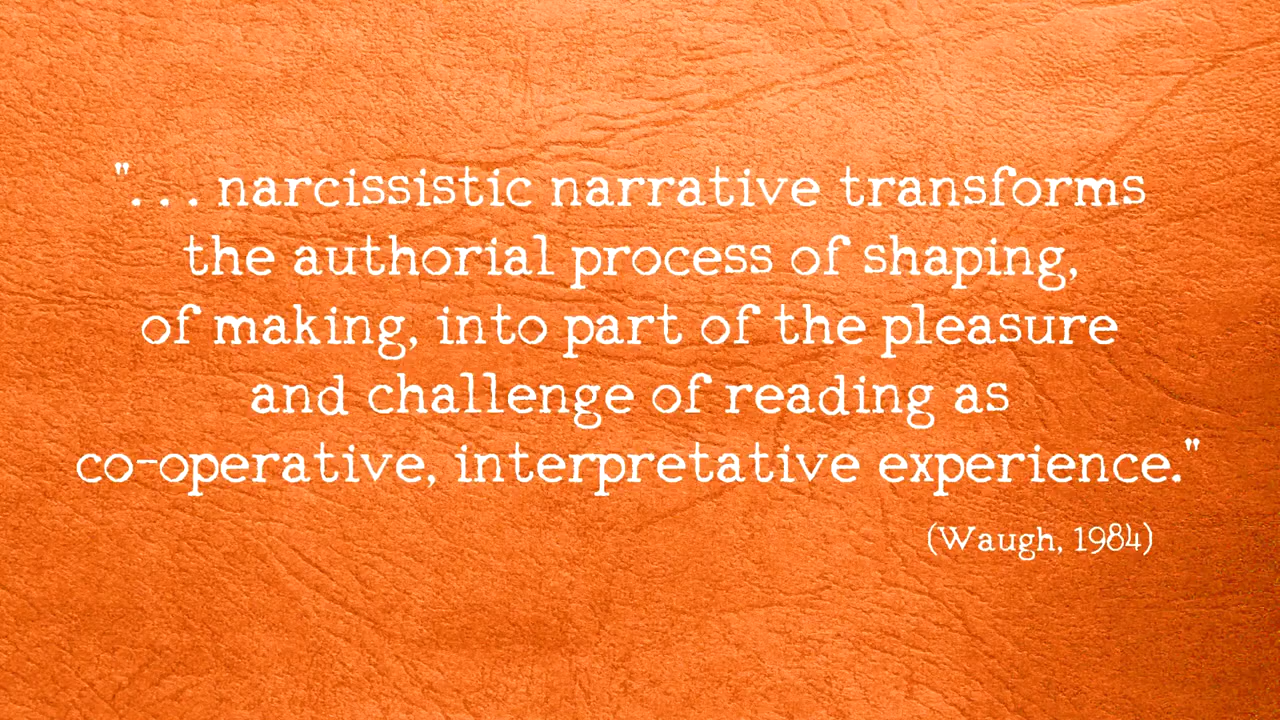 ". . . narcissistic narrative transforms
the authorial process of shaping,
of making, into part of the pleasure
and challenge of reading as
co-operative, interpretative experience."
(Waugh, 1984)